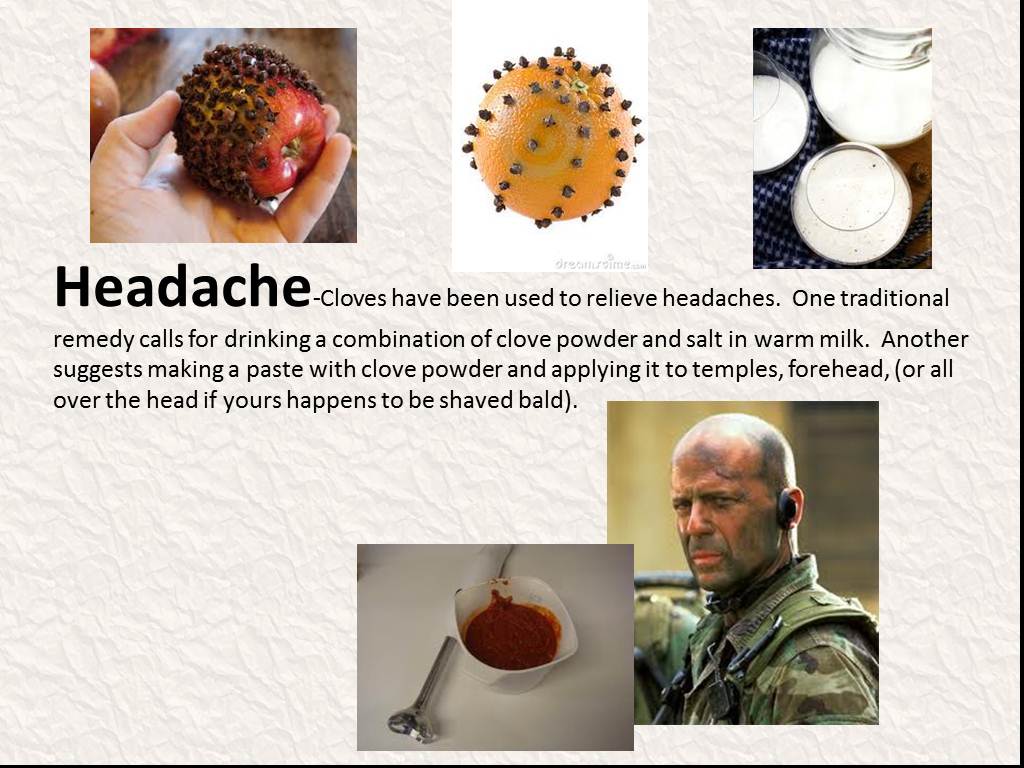 dreamstime.com
Headache-Cloves have been used to relieve headaches.  One traditional
remedy calls for drinking a combination of clove powder and salt in warm milk.  Another
suggests making a paste with clove powder and applying it to temples, forehead, (or all
over the head if yours happens to be shaved bald).